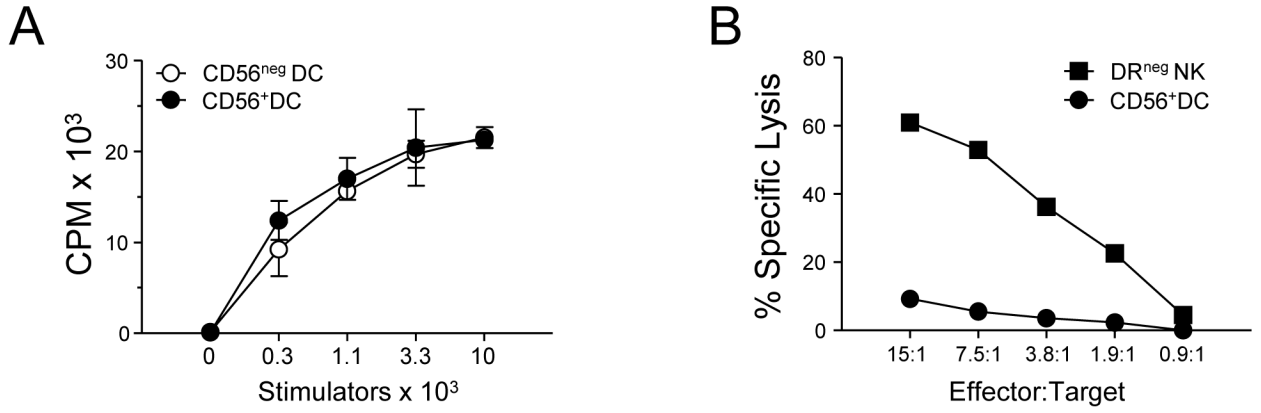 A
CPM x 10³
30
20
10
0
CD56ⁿᵉᵍ DC
CD56⁺DC
0 0.3 1.1 3.3 10
Stimulators x 10³
B
% Specific Lysis
80
60
40
20
0
DRⁿᵉᵍ NK
CD56⁺DC
15:1 7.5:1 3.8:1 1.9:1 0.9:1
Effector:Target